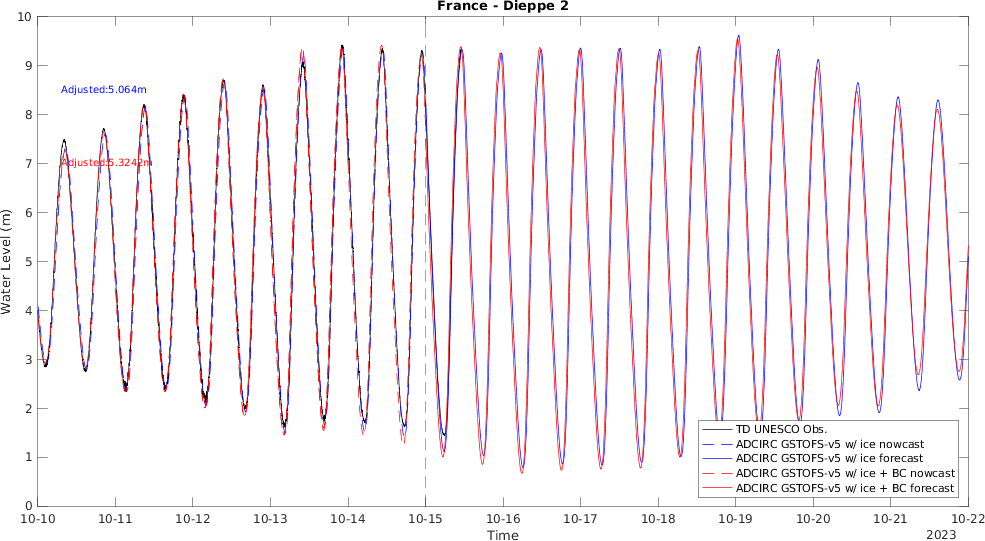 France - Dieppe 2
10
9
8
7
6
5
4
3
2
1
0
Water Level (m)
Adjusted:5.064m
Adjusted:5.3242m
TD UNESCO Obs.
ADCIRC GSTOFS-v5 w/ ice nowcast
ADCIRC GSTOFS-v5 w/ ice forecast
ADCIRC GSTOFS-v5 w/ ice + BC nowcast
ADCIRC GSTOFS-v5 w/ ice + BC forecast
10-10 10-11 10-12 10-13 10-14 10-15 10-16 10-17 10-18 10-19 10-20 10-21 10-22
Time
2023